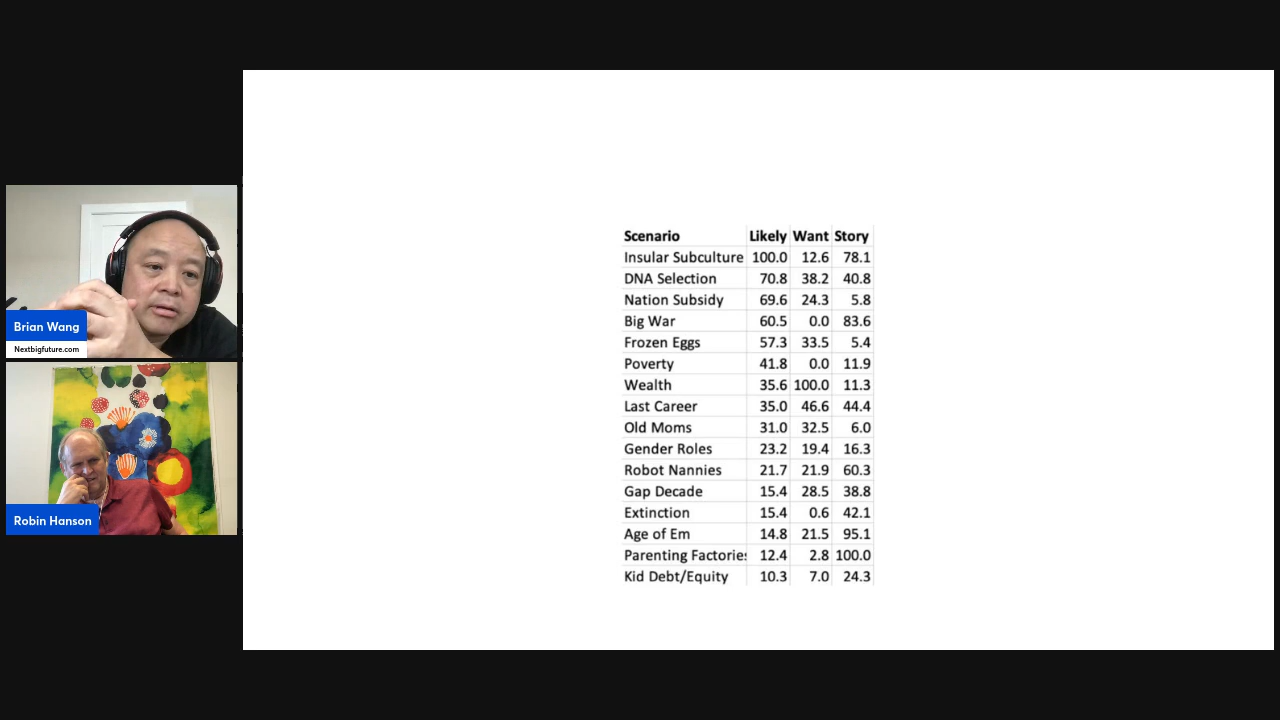 Brian Wang
Nextbigfuture.com
Robin Hanson
Scenario Likely Want Story
Insular Subculture 100.0 12.6 78.1
DNA Selection 70.8 38.2 40.8
Nation Subsidy 69.6 24.3 5.8
Big War 60.5 0.0 83.6
Frozen Eggs 57.3 33.5 5.4
Poverty 41.8 0.0 11.9
Wealth 35.6 100.0 11.3
Last Career 35.0 46.6 44.4
Old Moms 31.0 32.5 6.0
Gender Roles 23.2 19.4 16.3
Robot Nannies 21.7 21.9 60.3
Gap Decade 15.4 28.5 38.8
Extinction 15.4 0.6 42.1
Age of Em 14.8 21.5 95.1
Parenting Factories 12.4 2.8 100.0
Kid Debt/Equity 10.3 7.0 24.3